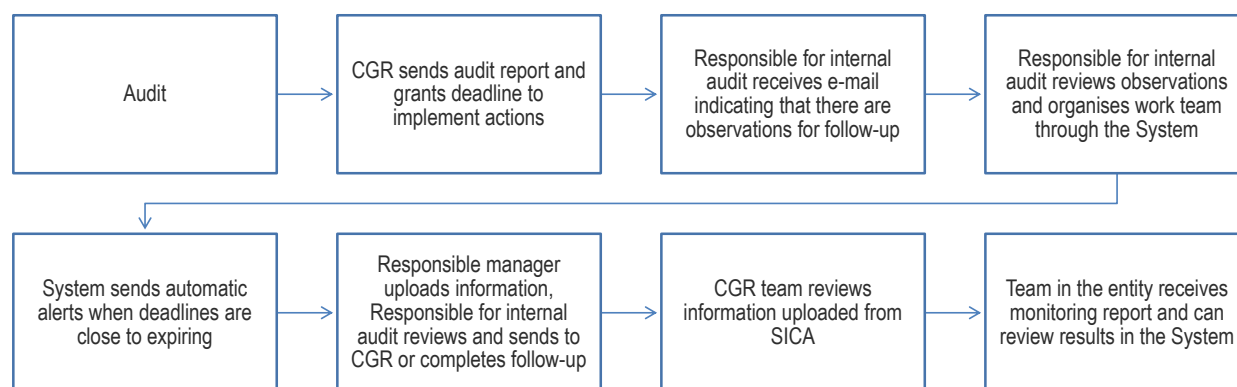 Audit
CGR sends audit report and
grants deadline to
implement actions
Responsible for internal
audit receives e-mail
indicating that there are
observations for follow-up
Responsible for internal
audit reviews observations
and organises work team
through the System
System sends automatic
alerts when deadlines are
close to expiring
Responsible manager
uploads information,
Responsible for internal
audit reviews and sends to
CGR or completes follow-up
CGR team reviews
information uploaded from
SICA
Team in the entity receives
monitoring report and can
review results in the System